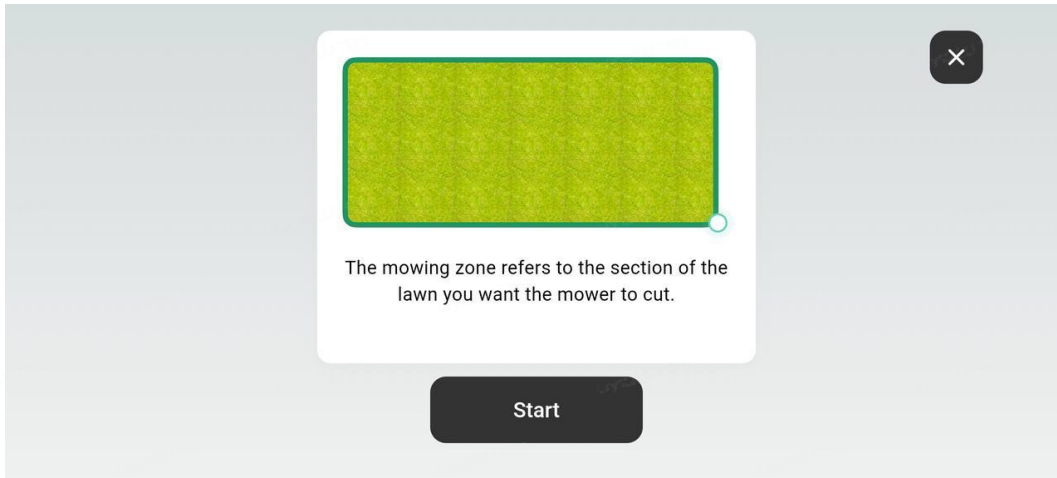 The mowing zone refers to the section of the
lawn you want the mower to cut.
Start